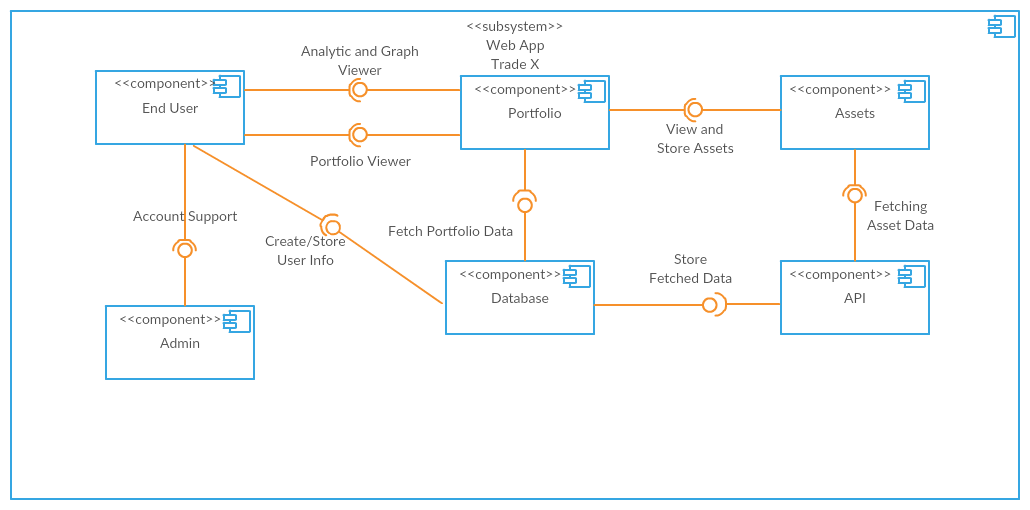 <<subsystem>>
Web App
Trade X
Analytic and Graph
Viewer
<<component>>
End User
<<component>>
Portfolio
<<component>>
Assets
View and
Store Assets
Portfolio Viewer
Account Support
Create/Store
User Info
Fetch Portfolio Data
Fetching
Asset Data
Store
Fetched Data
<<component>>
Database
<<component>>
API
<<component>>
Admin